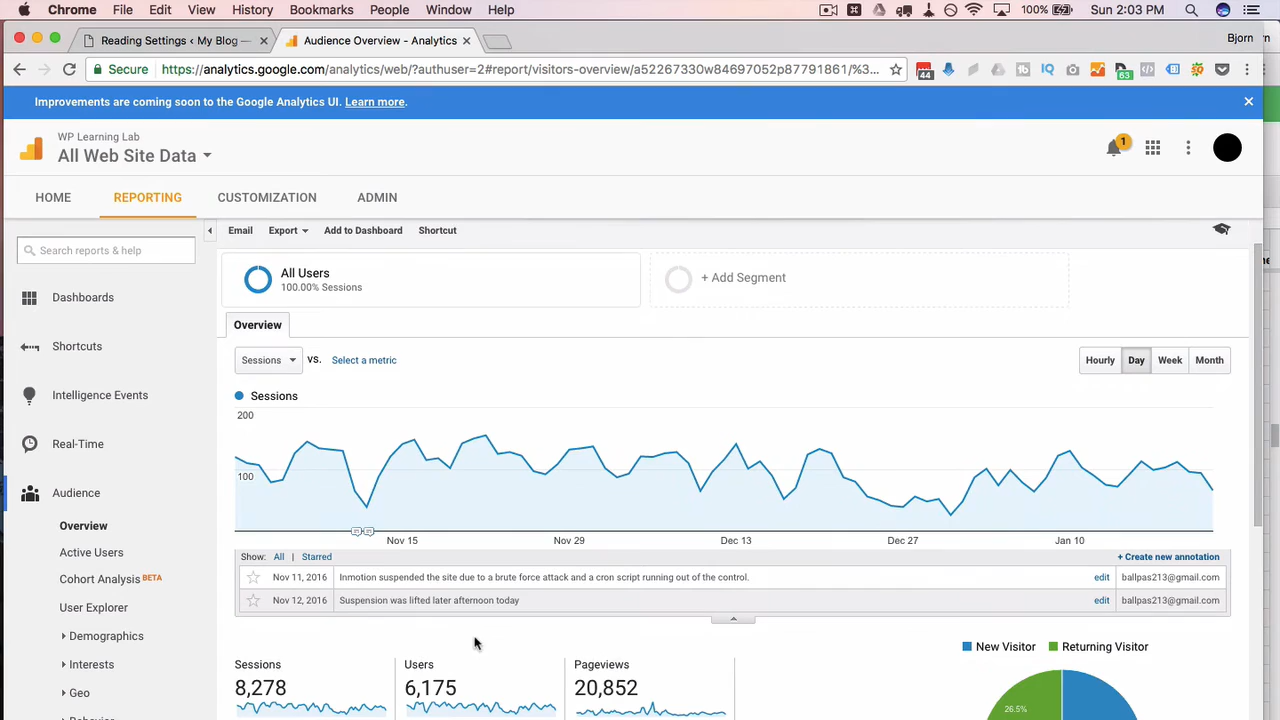 Chrome File Edit View History Bookmarks People Window Help 100% Sun 2:03 PM
Reading Settings ‹ My Blog — Audience Overview - Analytics Bjorn
Secure https://analytics.google.com/analytics/web/?authuser=2#report/visitors-overview/a52267330w84697052p87791861/%3... 44 63
Improvements are coming soon to the Google Analytics UI. Learn more.
WP Learning Lab
All Web Site Data
1
HOME REPORTING CUSTOMIZATION ADMIN
Search reports & help
Email Export Add to Dashboard Shortcut
All Users
100.00% Sessions
+ Add Segment
Dashboards
Shortcuts
Intelligence Events
Real-Time
Audience
Overview
Active Users
Cohort Analysis BETA
User Explorer
Demographics
Interests
Geo
Overview
Sessions VS. Select a metric
Hourly Day Week Month
Sessions
200
100
Nov 15 Nov 29 Dec 13 Dec 27 Jan 10
Show: All | Starred + Create new annotation
Nov 11, 2016 Inmotion suspended the site due to a brute force attack and a cron script running out of the control. edit ballpas213@gmail.com
Nov 12, 2016 Suspension was lifted later afternoon today edit ballpas213@gmail.com
New Visitor Returning Visitor
Sessions Users Pageviews
8,278 6,175 20,852
26.5%